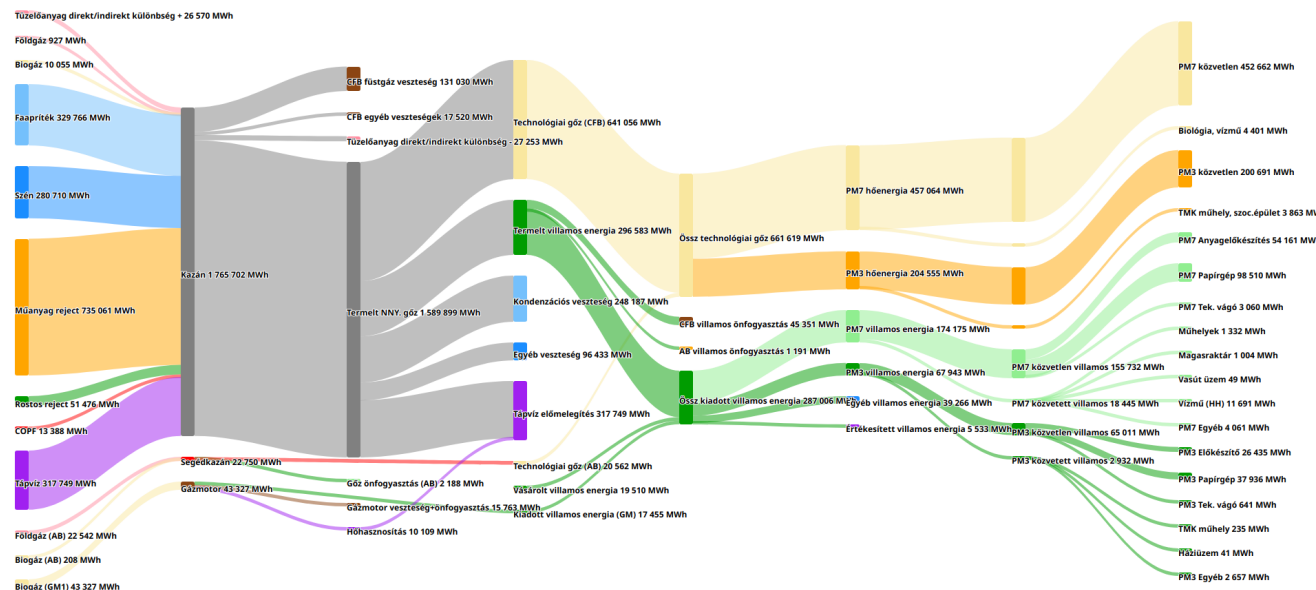 Tüzelőanyag direkt/indirekt különbség + 26 570 MWh
Földgáz 927 MWh
Biogáz 10 055 MWh
Faapríték 329 766 MWh
Szén 280 710 MWh
Műanyag reject 735 061 MWh
Rostos reject 51 476 MWh
COPF 13 388 MWh
Tápvíz 317 749 MWh
Földgáz (AB) 22 542 MWh
Biogáz (AB) 208 MWh
Biogáz (GM1) 43 327 MWh
Kazán 1 765 702 MWh
Segédkazán 22 750 MWh
Gázmotor 43 327 MWh
CFB füstgáz veszteség 131 030 MWh
CFB egyéb veszteségek 17 520 MWh
Tüzelőanyag direkt/indirekt különbség - 27 253 MWh
Termelt NNY. gőz 1 589 899 MWh
Gőz önfogyasztás (AB) 2 188 MWh
Gázmotor veszteség+önfogyasztás 15 763 MWh
Hőhasznosítás 10 109 MWh
Technológiai gőz (CFB) 641 056 MWh
Termelt villamos energia 296 583 MWh
Kondenzációs veszteség 248 187 MWh
Egyéb veszteség 96 433 MWh
Tápvíz előmelegítés 317 749 MWh
Technológiai gőz (AB) 20 562 MWh
Vásárolt villamos energia 19 510 MWh
Kiadott villamos energia (GM) 17 455 MWh
Össz technológiai gőz 661 619 MWh
CFB villamos önfogyasztás 45 351 MWh
AB villamos önfogyasztás 1 191 MWh
Össz kiadott villamos energia 287 006 MWh
PM7 hőenergia 457 064 MWh
PM3 hőenergia 204 555 MWh
PM7 villamos energia 174 175 MWh
PM3 villamos energia 67 943 MWh
Egyéb villamos energia 39 266 MWh
Értékesített villamos energia 5 533 MWh
PM7 közvetlen villamos 155 732 MWh
PM7 közvetett villamos 18 445 MWh
PM3 közvetlen villamos 65 011 MWh
PM3 közvetett villamos 2 932 MWh
PM7 közvetlen 452 662 MWh
Biológia, vízmű 4 401 MWh
PM3 közvetlen 200 691 MWh
TMK műhely, szoc.épület 3 863 MW
PM7 Anyagelőkészítés 54 161 MW
PM7 Papírgép 98 510 MWh
PM7 Tek. vágó 3 060 MWh
Műhelyek 1 332 MWh
Magasraktár 1 004 MWh
Vasút üzem 49 MWh
Vízmű (HH) 11 691 MWh
PM7 Egyéb 4 061 MWh
PM3 Előkészítő 26 435 MWh
PM3 Papírgép 37 936 MWh
PM3 Tek. vágó 641 MWh
TMK műhely 235 MWh
Háziüzem 41 MWh
PM3 Egyéb 2 657 MWh